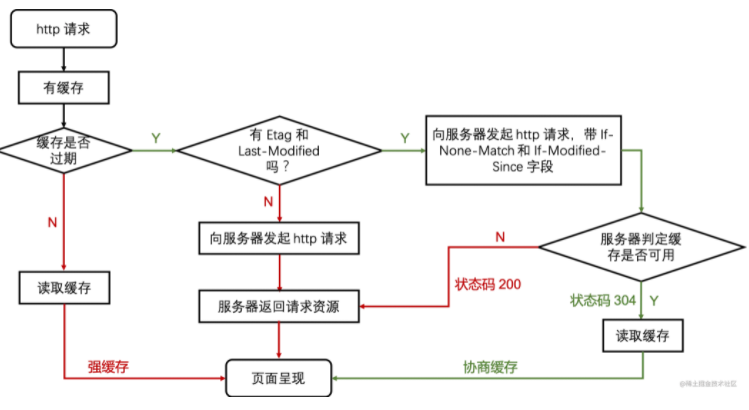 http 请求
有缓存
缓存是否
过期
Y
有 Etag 和
Last-Modified
吗？
Y
向服务器发起 http 请求，带 If-
None-Match 和 If-Modified-
Since 字段
N
N
向服务器发起 http 请求
N
服务器判定缓
存是否可用
读取缓存
状态码 200
服务器返回请求资源
状态码 304
Y
读取缓存
强缓存
页面呈现
协商缓存
@稀土掘金技术社区